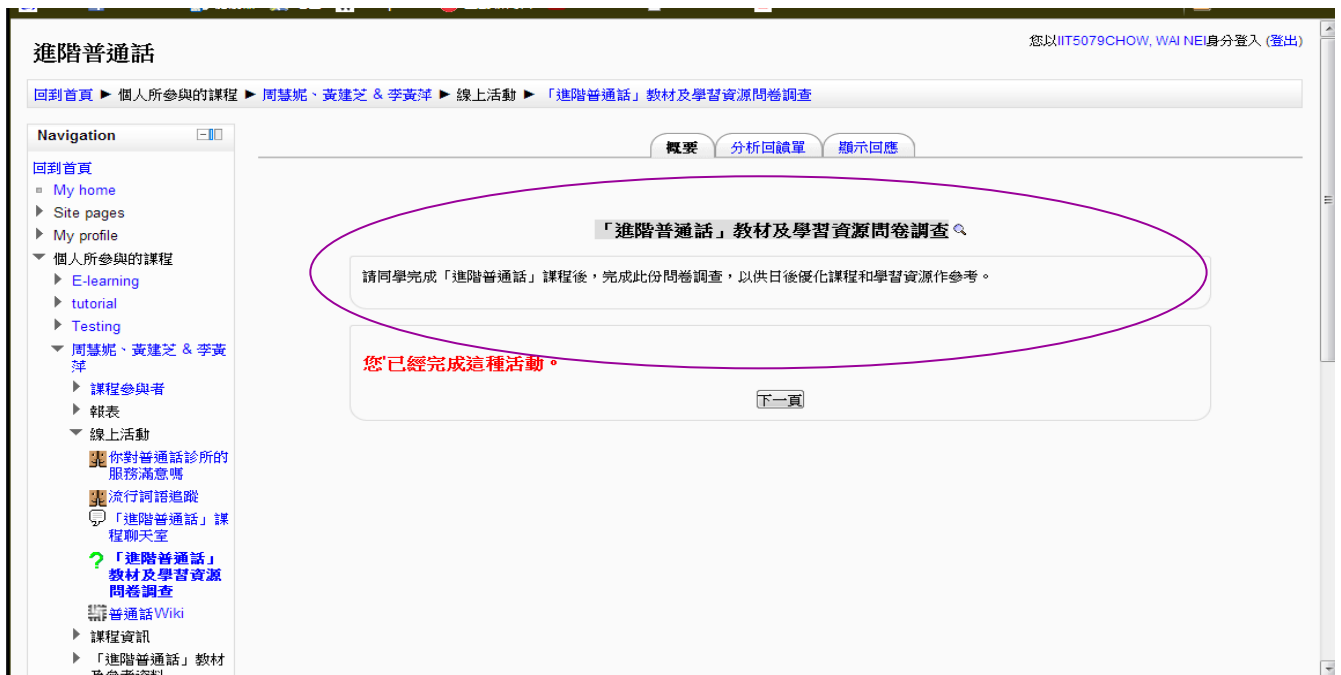 進階普通話
您以IIT5079CHOW, WAI NEI身分登入 (登出)
回到首頁 ► 個人所參與的課程 ► 周慧妮、黃建芝 & 李黃萍 ► 線上活動 ► 「進階普通話」教材及學習資源問卷調查
Navigation
回到首頁
My home
Site pages
My profile
個人所參與的課程
E-learning
tutorial
Testing
周慧妮、黃建芝 & 李黃
萍
課程參與者
報表
線上活動
你對普通話診所的
服務滿意嗎
流行詞語追蹤
「進階普通話」課
程聊天室
「進階普通話」
教材及學習資源
問卷調查
普通話Wiki
課程資訊
「進階普通話」教材
概要
分析回饋單
顯示回應
「進階普通話」教材及學習資源問卷調查
請同學完成「進階普通話」課程後，完成此份問卷調查，以供日後優化課程和學習資源作參考。
您'已經完成這種活動。
下一頁